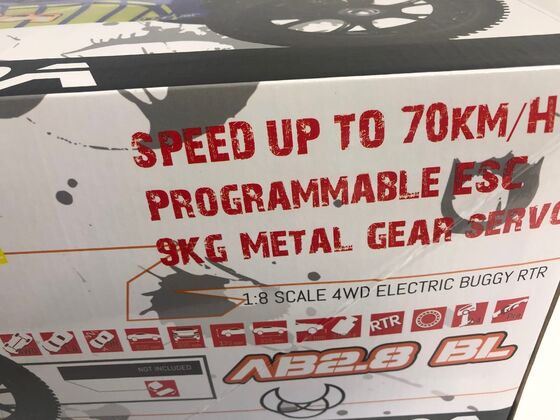 SPEED UP TO 70KM/H
PROGRAMMABLE ESC
9KG METAL GEAR SERVO
1:8 SCALE 4WD ELECTRIC BUGGY RTR
RTR
NOT INCLUDED
AB2.8 BL